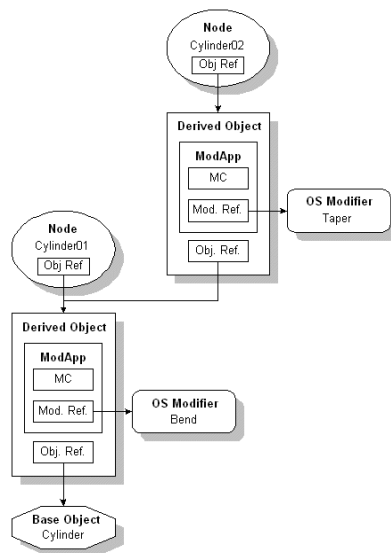 Node
Cylinder02
Obj Ref
Derived Object
ModApp
MC
Mod. Ref.
OS Modifier
Taper
Obj. Ref.
Node
Cylinder01
Obj Ref
Derived Object
ModApp
MC
Mod. Ref.
OS Modifier
Bend
Obj. Ref.
Base Object
Cylinder